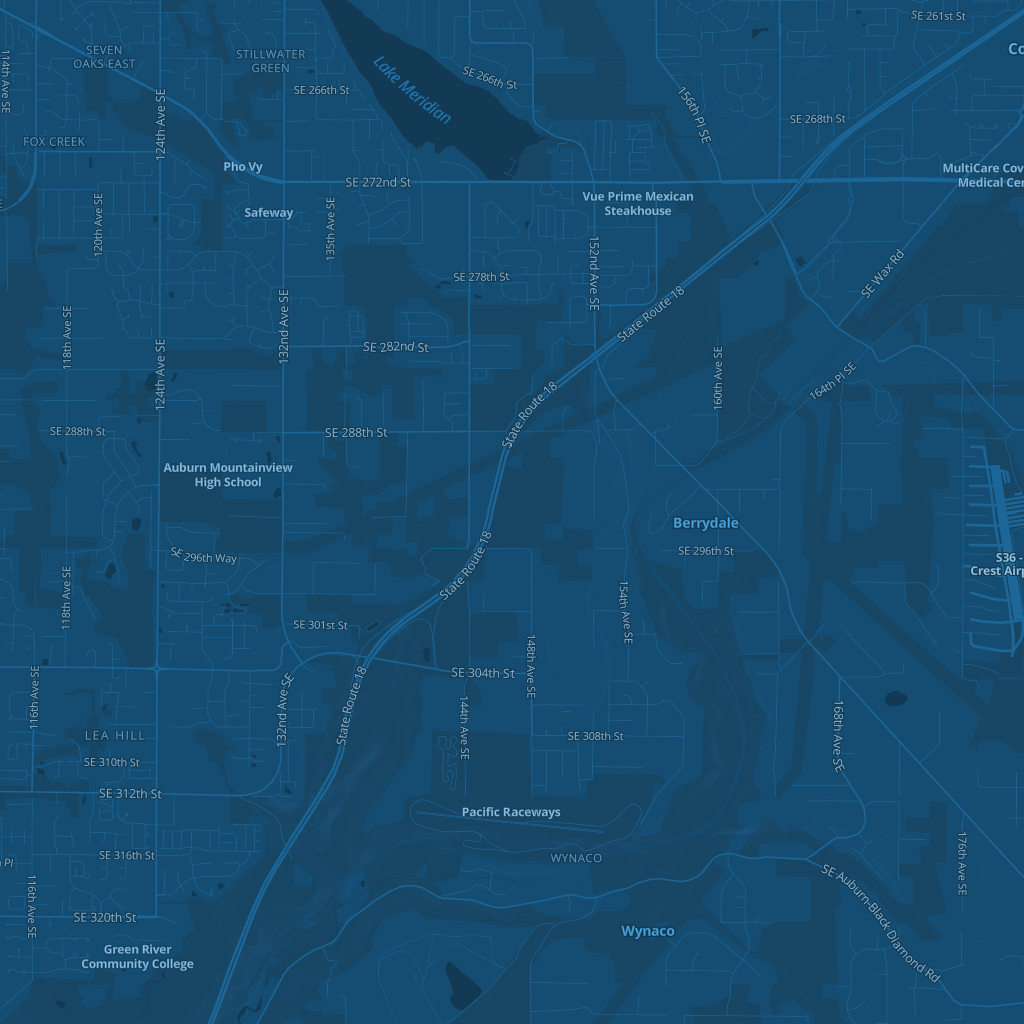 SE 261st St
SEVEN
OAKS EAST
STILLWATER
GREEN
Co
114th Ave SE
SE 266th St
SE 266th St
Lake Meridian
156th Pl SE
124th Ave SE
SE 268th St
FOX CREEK
Pho Vy
SE 272nd St
MultiCare Cov
Medical Cen
Vue Prime Mexican
Steakhouse
Safeway
120th Ave SE
135th Ave SE
152nd Ave SE
SE 278th St
SE Wax Rd
State Route 18
118th Ave SE
132nd Ave SE
SE 282nd St
124th Ave SE
160th Ave SE
164th Pl SE
State Route 18
SE 288th St
SE 288th St
Auburn Mountainview
High School
Berrydale
SE 296th Way
SE 296th St
S36 -
Crest Airp
State Route 18
118th Ave SE
154th Ave SE
SE 301st St
SE 304th St
148th Ave SE
116th Ave SE
132nd Ave SE
State Route 18
144th Ave SE
168th Ave SE
LEA HILL
SE 308th St
SE 310th St
SE 312th St
Pacific Raceways
SE 316th St
Pl
WYNACO
176th Ave SE
116th Ave SE
SE Auburn-Black Diamond Rd
SE 320th St
Wynaco
Green River
Community College